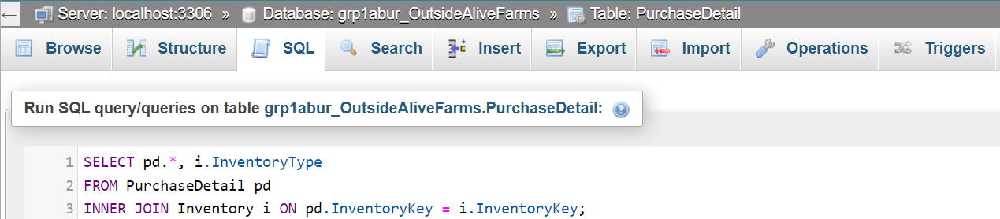 ← Server: localhost:3306 » Database: grp1abur_OutsideAliveFarms » Table: PurchaseDetail
Browse Structure SQL Search Insert Export Import Operations Triggers
Run SQL query/queries on table grp1abur_OutsideAliveFarms.PurchaseDetail:
1 SELECT pd.*, i.InventoryType
2 FROM PurchaseDetail pd
3 INNER JOIN Inventory i ON pd.InventoryKey = i.InventoryKey;